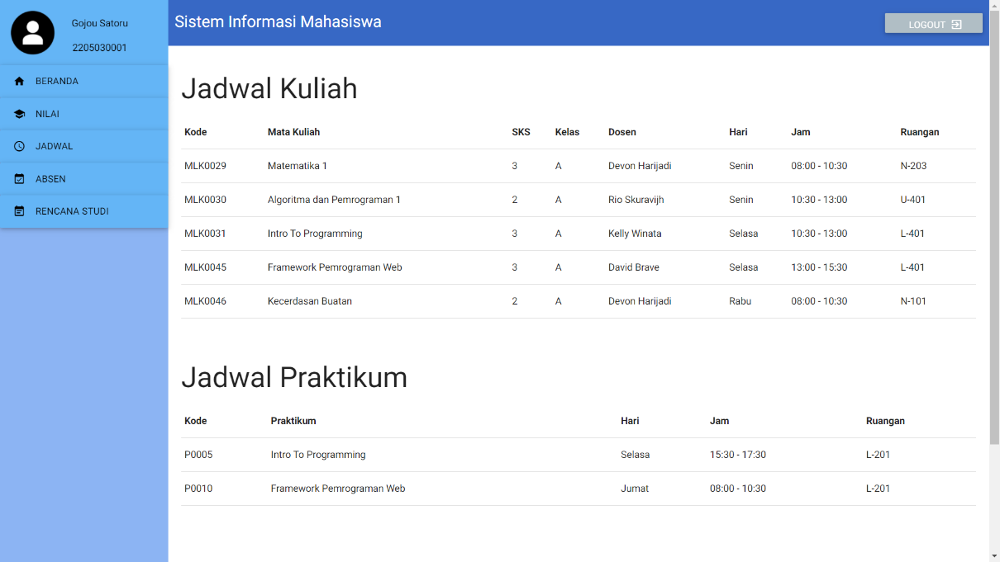 Gojou Satoru
2205030001
BERANDA
NILAI
JADWAL
ABSEN
RENCANA STUDI
Sistem Informasi Mahasiswa
LOGOUT
Jadwal Kuliah
Kode Mata Kuliah SKS Kelas Dosen Hari Jam Ruangan
MLK0029 Matematika 1 3 A Devon Harijadi Senin 08:00 - 10:30 N-203
MLK0030 Algoritma dan Pemrograman 1 2 A Rio Skuravijh Senin 10:30 - 13:00 U-401
MLK0031 Intro To Programming 3 A Kelly Winata Selasa 10:30 - 13:00 L-401
MLK0045 Framework Pemrograman Web 3 A David Brave Selasa 13:00 - 15:30 L-401
MLK0046 Kecerdasan Buatan 2 A Devon Harijadi Rabu 08:00 - 10:30 N-101
Jadwal Praktikum
Kode Praktikum Hari Jam Ruangan
P0005 Intro To Programming Selasa 15:30 - 17:30 L-201
P0010 Framework Pemrograman Web Jumat 08:00 - 10:30 L-201